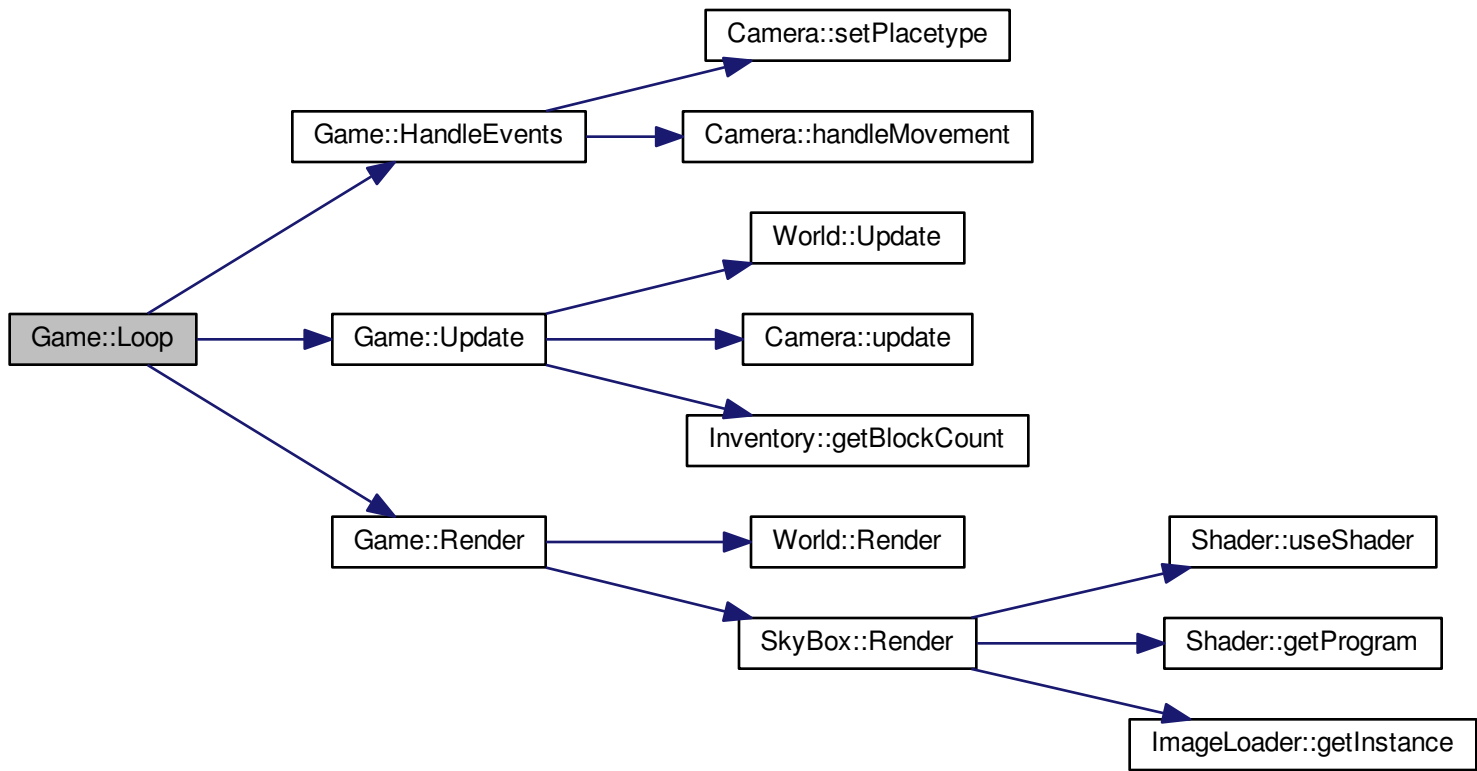 Camera::setPlacetype
Game::HandleEvents
Camera::handleMovement
World::Update
Game::Loop
Game::Update
Camera::update
Inventory::getBlockCount
Game::Render
World::Render
Shader::useShader
SkyBox::Render
Shader::getProgram
ImageLoader::getInstance